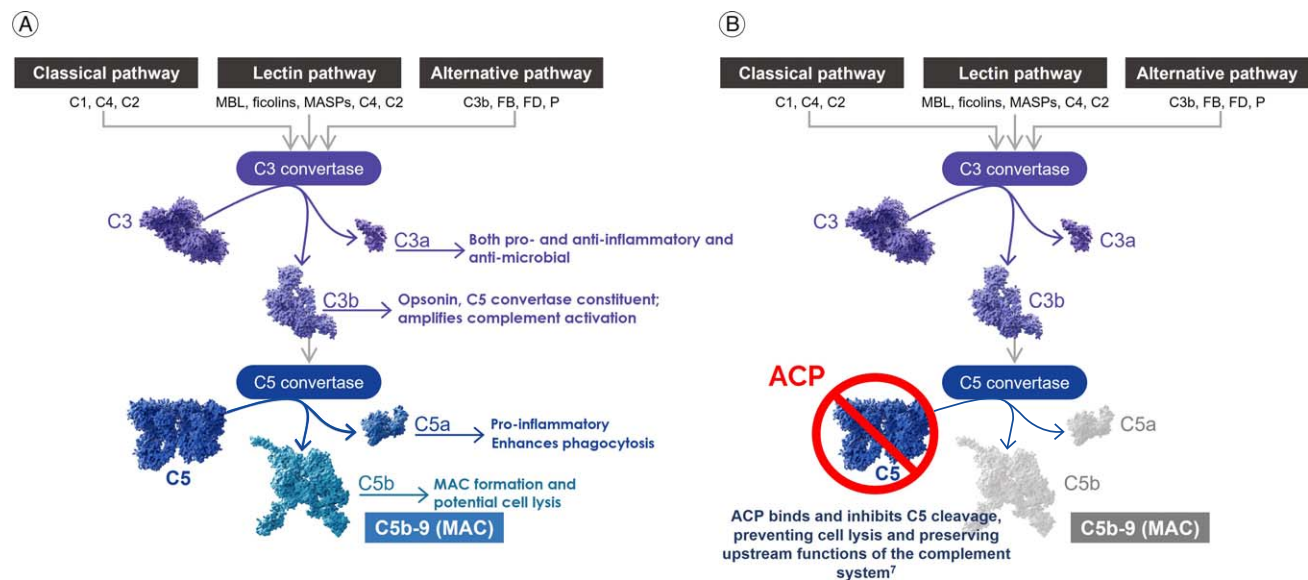 A
Classical pathway
Lectin pathway
Alternative pathway
C1, C4, C2
MBL, ficolins, MASPs, C4, C2
C3b, FB, FD, P
C3 convertase
C3
C3a
Both pro- and anti-inflammatory and
anti-microbial
C3b
Opsonin, C5 convertase constituent;
amplifies complement activation
C5 convertase
C5
C5a
Pro-inflammatory
Enhances phagocytosis
C5b
MAC formation and
potential cell lysis
C5b-9 (MAC)
B
Classical pathway
Lectin pathway
Alternative pathway
C1, C4, C2
MBL, ficolins, MASPs, C4, C2
C3b, FB, FD, P
C3 convertase
C3
C3a
C3b
C5 convertase
ACP
C5
C5a
C5b
C5b-9 (MAC)
ACP binds and inhibits C5 cleavage,
preventing cell lysis and preserving
upstream functions of the complement
system⁷